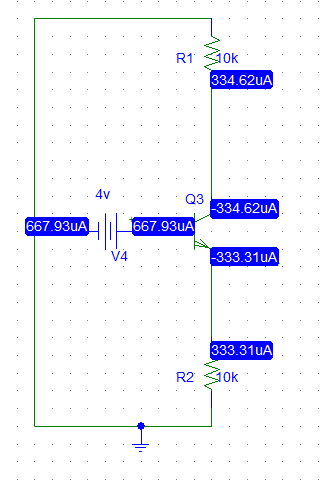 R1 10k
334.62uA
4v
Q3
-334.62uA
667.93uA
667.93uA
V4
-333.31uA
333.31uA
R2 10k